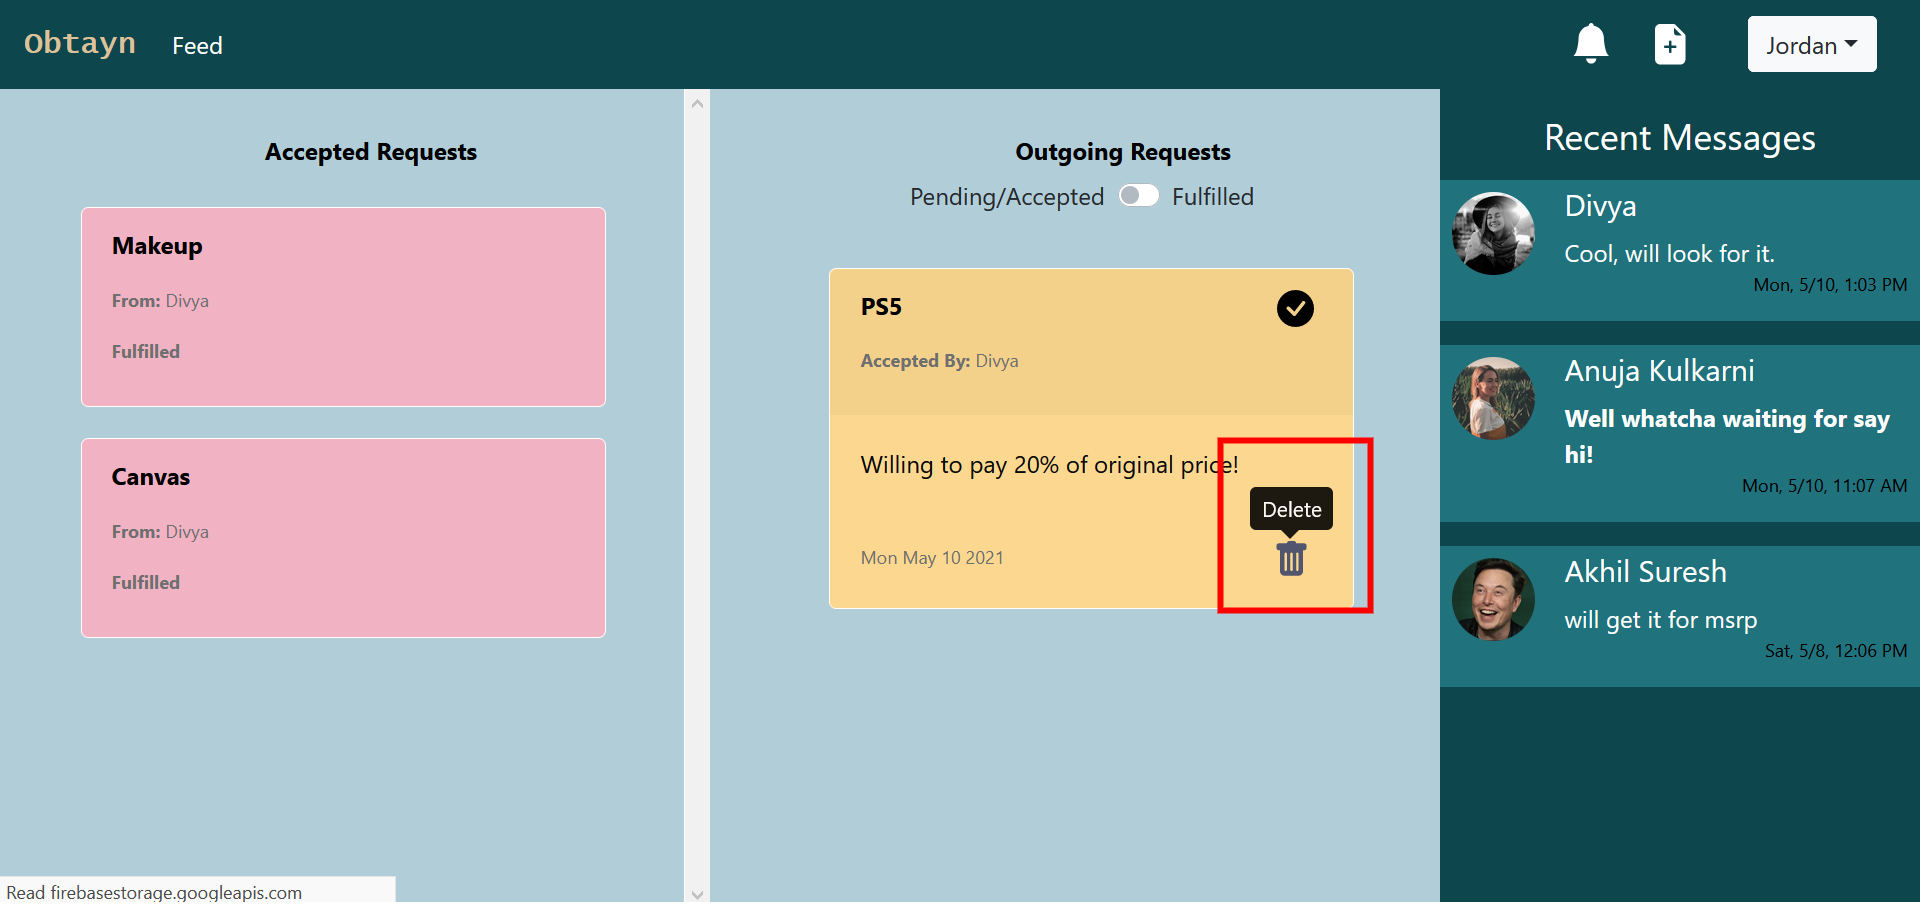 Obtayn
Feed
Jordan
Accepted Requests
Makeup
From: Divya
Fulfilled
Canvas
From: Divya
Fulfilled
Outgoing Requests
Pending/Accepted
Fulfilled
PS5
Accepted By: Divya
Willing to pay 20% of original price!
Delete
Mon May 10 2021
Recent Messages
Divya
Cool, will look for it.
Mon, 5/10, 1:03 PM
Anuja Kulkarni
Well whatcha waiting for say
hi!
Mon, 5/10, 11:07 AM
Akhil Suresh
will get it for msrp
Sat, 5/8, 12:06 PM
Read firebasestorage.googleapis.com